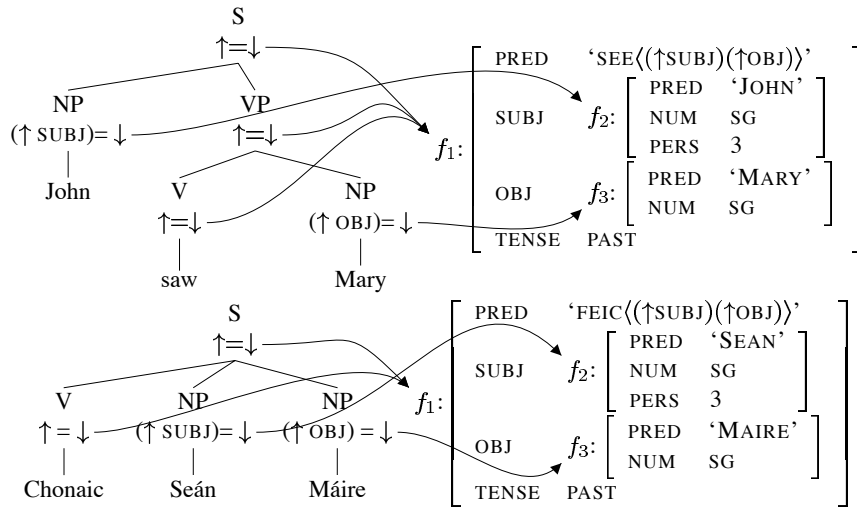 S
↑=↓
PRED ‘SEE⟨(↑SUBJ)(↑OBJ)⟩’
NP VP
PRED ‘JOHN’
(↑ SUBJ)= ↓ ↑=↓
SUBJ f2: NUM SG
f1:
PERS 3
John V NP
PRED ‘MARY’
OBJ f3:
↑=↓ (↑ OBJ)= ↓
NUM SG
TENSE PAST
saw Mary
S
PRED ‘FEIC⟨(↑SUBJ)(↑OBJ)⟩’
↑=↓
PRED ‘SEAN’
SUBJ f2: NUM SG
V NP NP
f1:
PERS 3
↑ = ↓ (↑ SUBJ)= ↓ (↑ OBJ) = ↓
PRED ‘MAIRE’
OBJ f3:
NUM SG
Chonaic Seán Máire
TENSE PAST